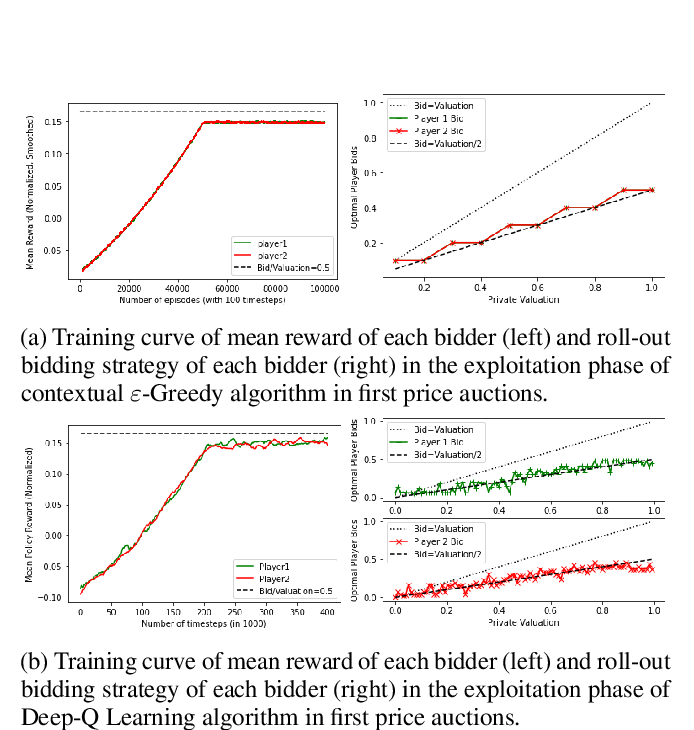 Mean Reward (Normalized, Smoothed)
0.15
0.10
0.05
0.00
0.05
player1
player2
Bid/Valuation=0.5
0 20000 40000 60000 80000 100000
Number of episodes (with 100 timesteps)
Optimal Player Bids
1.0
0.8
0.6
0.4
0.2
Bid=Valuation
Player 1 Bid
Player 2 Bid
Bid=Valuation/2
0.2 0.4 0.6 0.8 1.0
Private Valuation
(a) Training curve of mean reward of each bidder (left) and roll-out
bidding strategy of each bidder (right) in the exploitation phase of
contextual ε-Greedy algorithm in first price auctions.
Mean Policy Reward (Normalized)
0.15
0.10
0.05
0.00
−0.05
−0.10
Player1
Player2
Bid/valuation=0.5
0 50 100 150 200 250 300 350 400
Number of timesteps (in 1000)
Optimal Player Bids
1.0
0.5
0.0
Bid=Valuation
Player 1 Bid
Bid=Valuation/2
0.0 0.2 0.4 0.6 0.8 1.0
Optimal Player Bids
1.0
0.5
0.0
Bid=Valuation
Player 2 Bid
Bid=Valuation/2
0.0 0.2 0.4 0.6 0.8 1.0
Private Valuation
(b) Training curve of mean reward of each bidder (left) and roll-out
bidding strategy of each bidder (right) in the exploitation phase of
Deep-Q Learning algorithm in first price auctions.